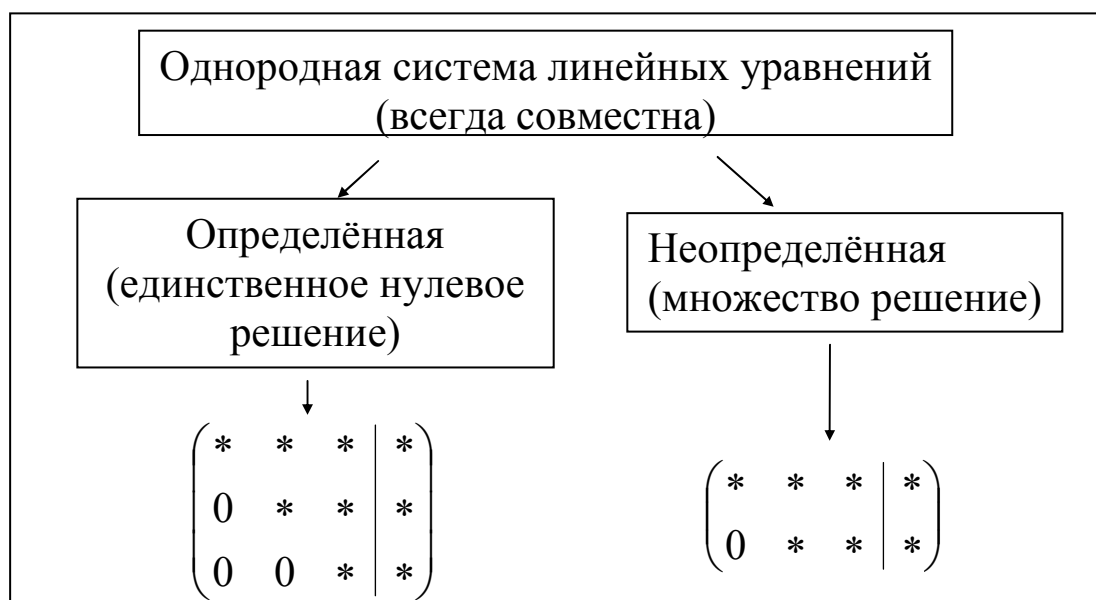 Однородная система линейных уравнений
(всегда совместна)
Определённая
(единственное нулевое
решение)
Неопределённая
(множество решение)
* * * | *
0 * * | *
0 0 * | *
* * * | *
0 * * | *